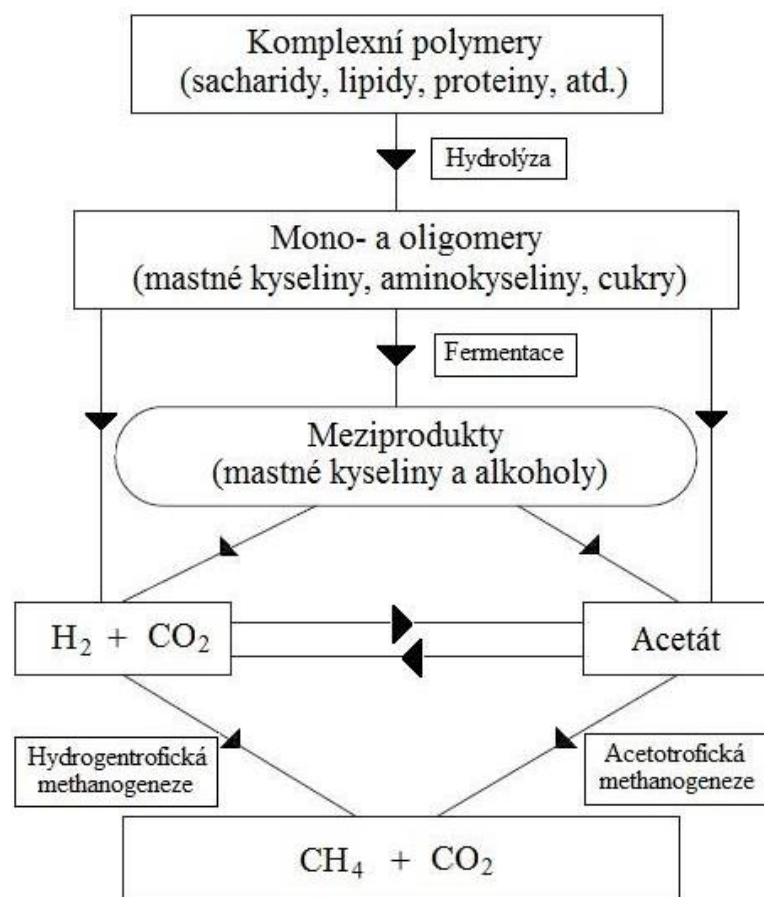 Komplexní polymery
(sacharidy, lipidy, proteiny, atd.)
Hydrolýza
Mono- a oligomery
(mastné kyseliny, aminokyseliny, cukry)
Fermentace
Meziprodukty
(mastné kyseliny a alkoholy)
H₂ + CO₂
Acetát
Hydrogentrofická
methanogeneze
Acetotrofická
methanogeneze
CH₄ + CO₂